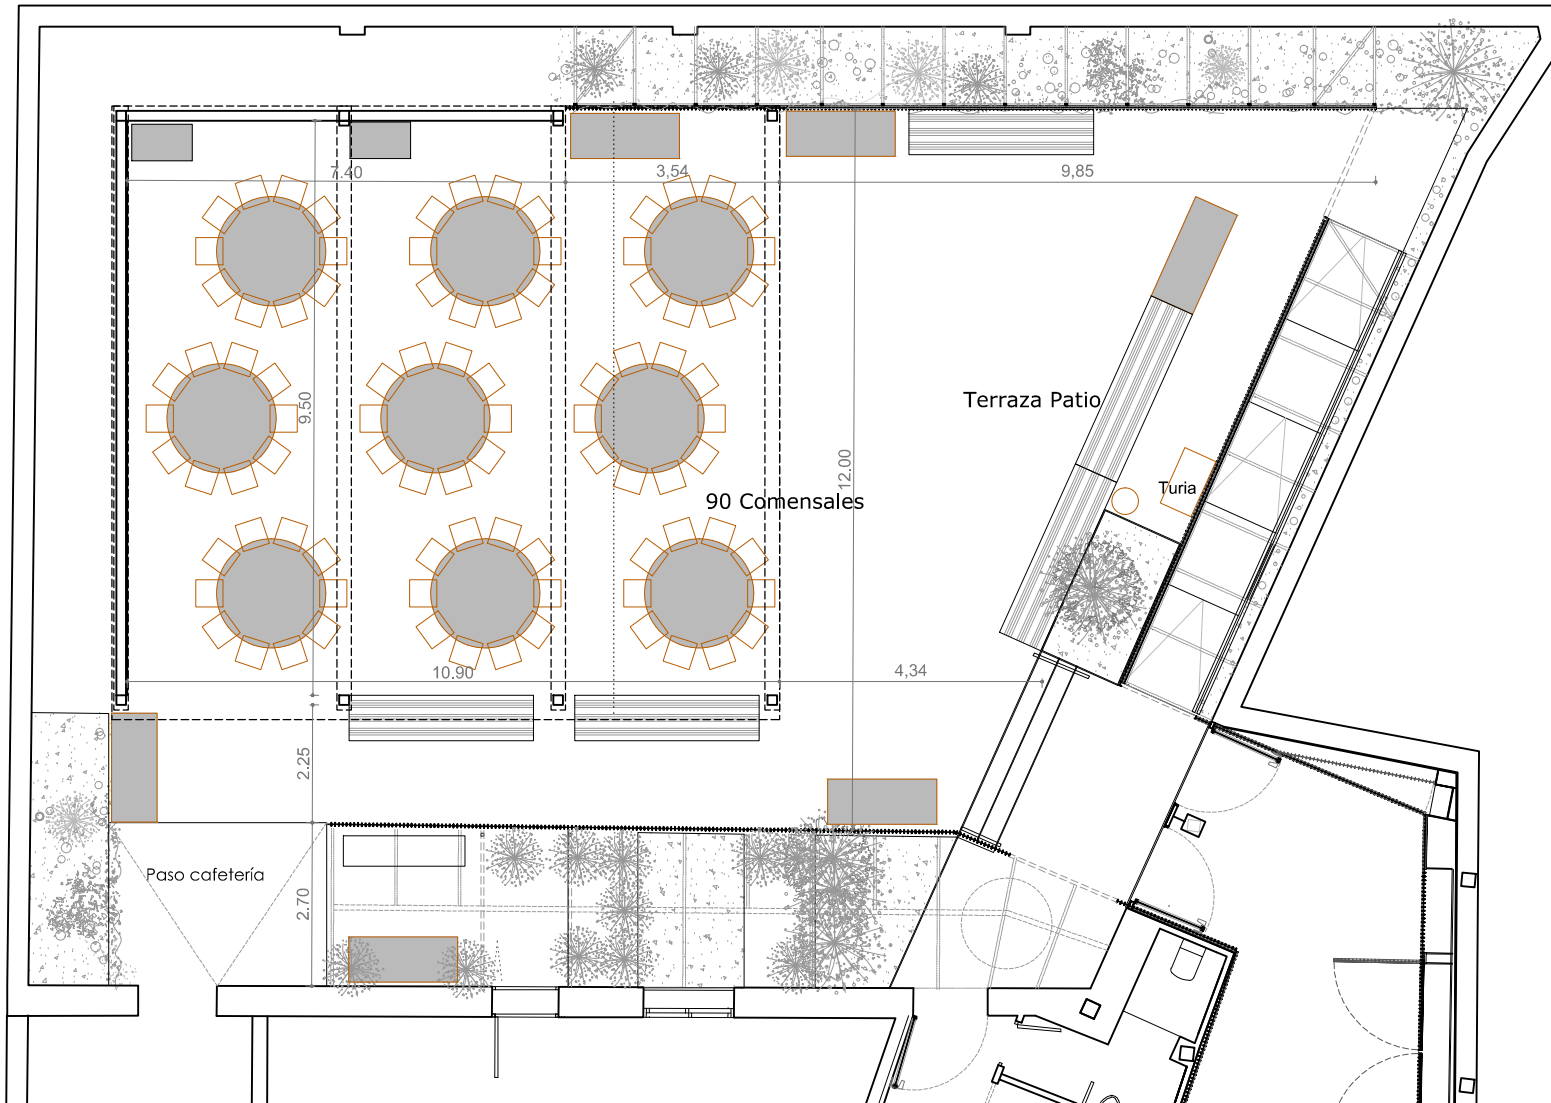 7.40
3,54
9,85
9.50
Terraza Patio
12.00
Turia
90 Comensales
10.90
4,34
2.25
Paso cafetería
2.70